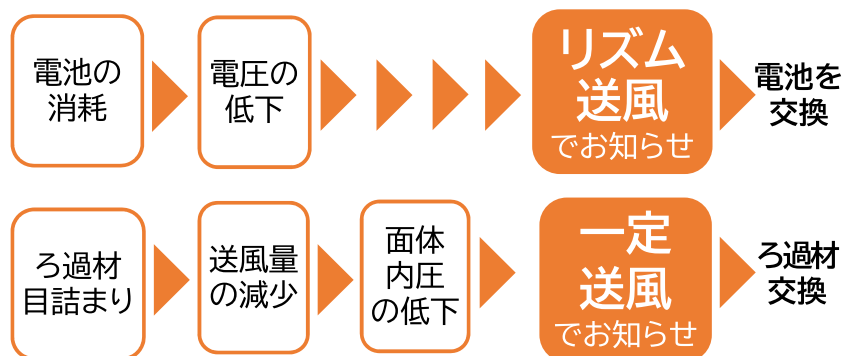 電池の
消耗
電圧の
低下
リズム
送風
でお知らせ
電池を
交換
ろ過材
目詰まり
送風量
の減少
面体
内圧
の低下
一定
送風
でお知らせ
ろ過材
交換